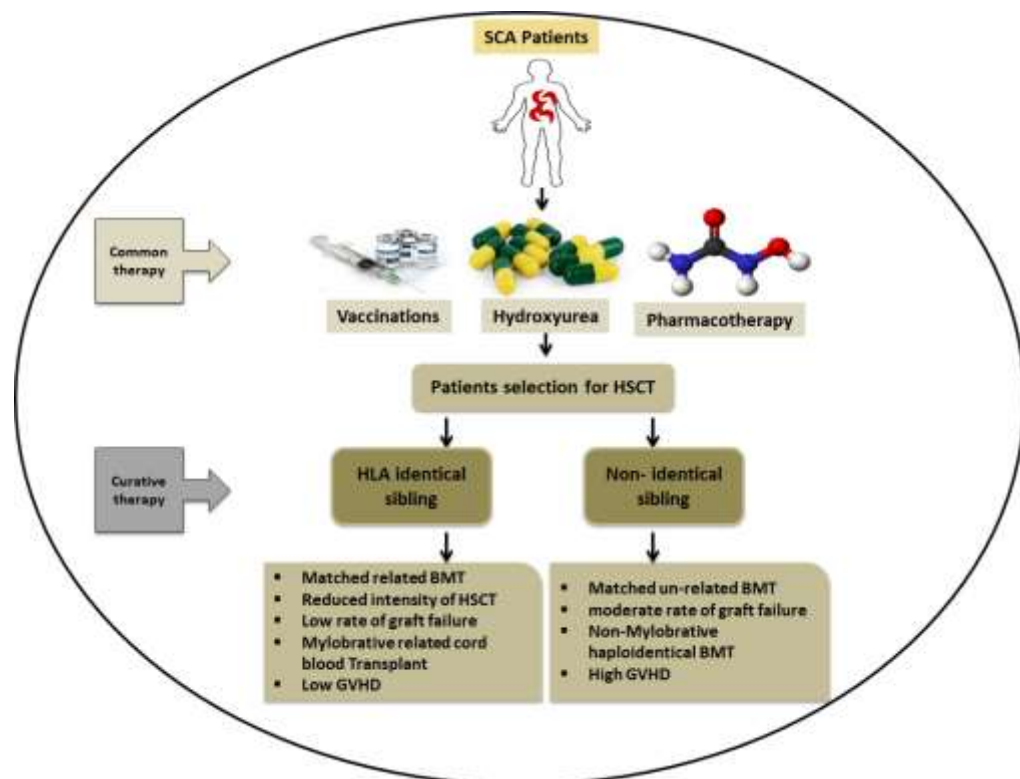 SCA Patients
Common
therapy
Vaccinations
Hydroxyurea
Pharmacotherapy
Patients selection for HSCT
Curative
therapy
HLA identical
sibling
Non- identical
sibling
▪ Matched related BMT
▪ Reduced intensity of HSCT
▪ Low rate of graft failure
▪ Mylobrative related cord
blood Transplant
▪ Low GVHD
▪ Matched un-related BMT
▪ moderate rate of graft failure
▪ Non-Mylobrative
haploidentical BMT
▪ High GVHD